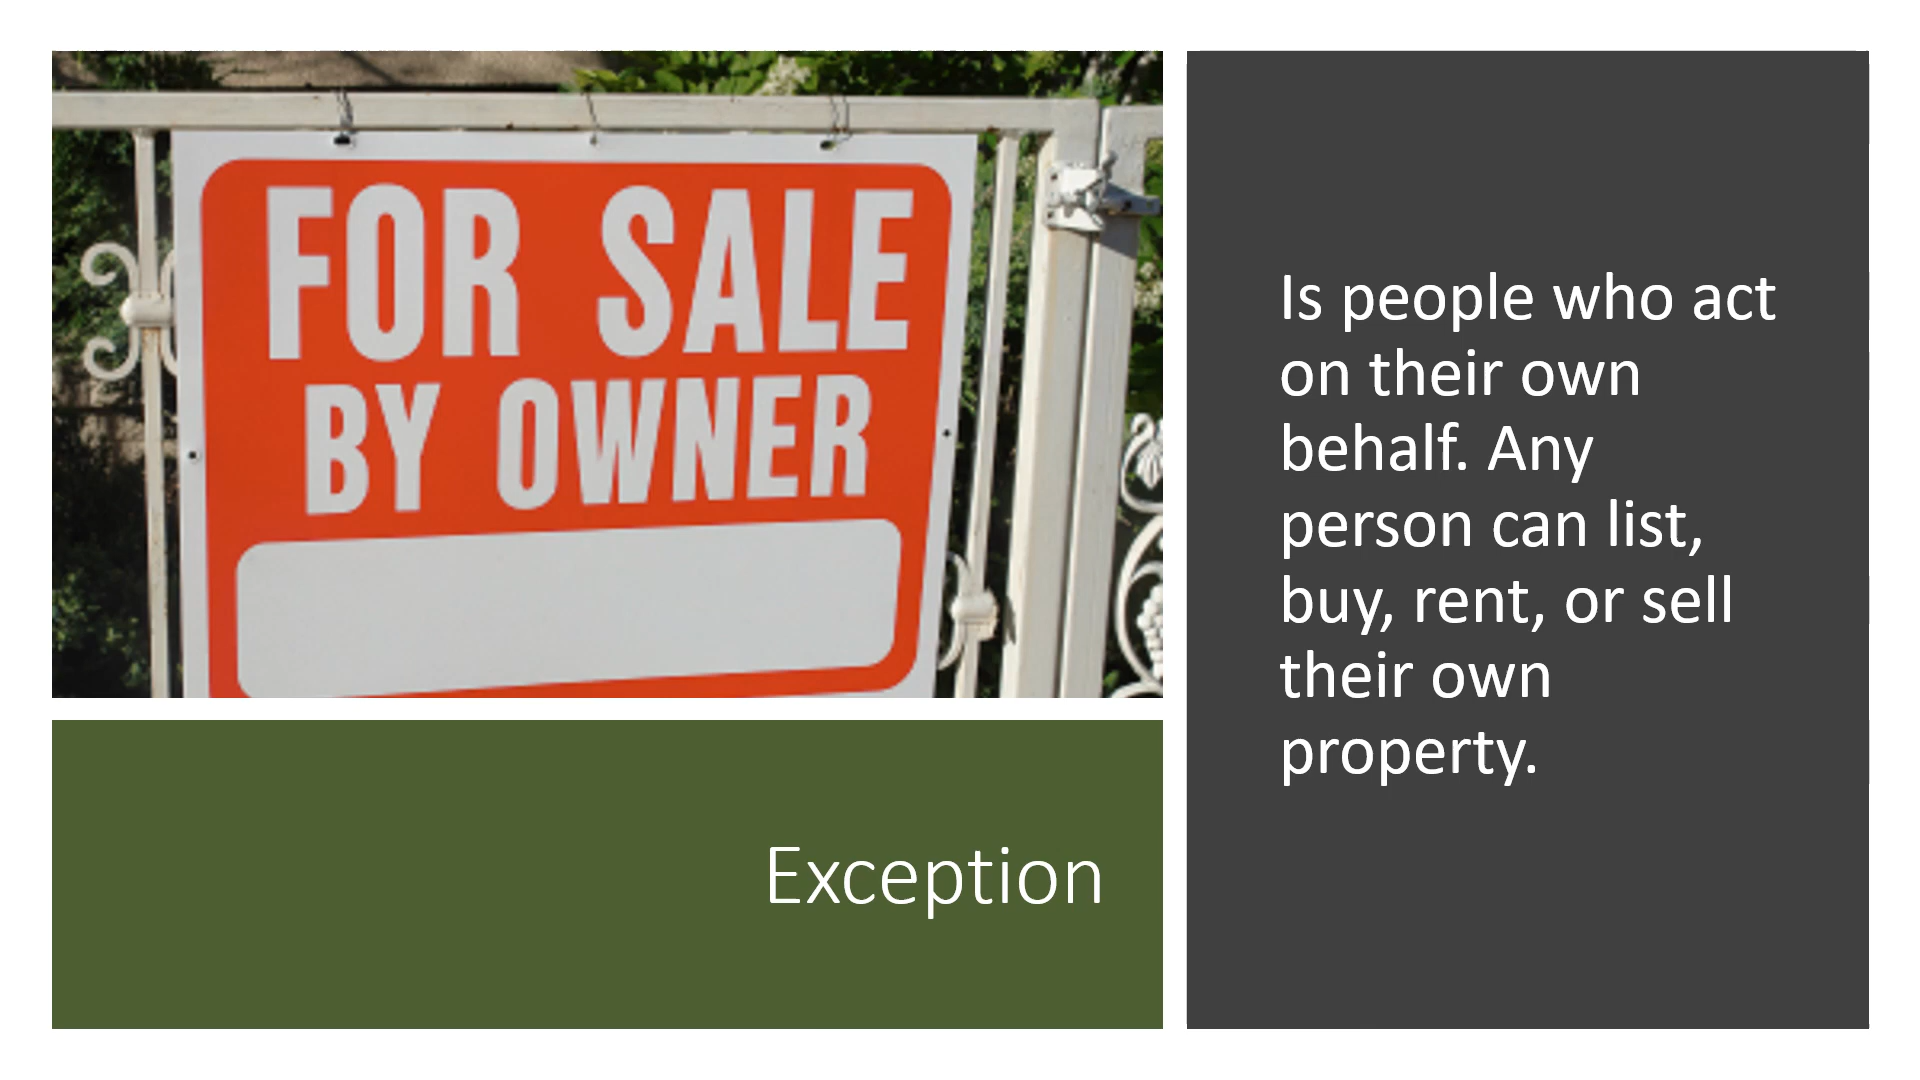 FOR SALE
BY OWNER
Exception
Is people who act
on their own
behalf. Any
person can list,
buy, rent, or sell
their own
property.